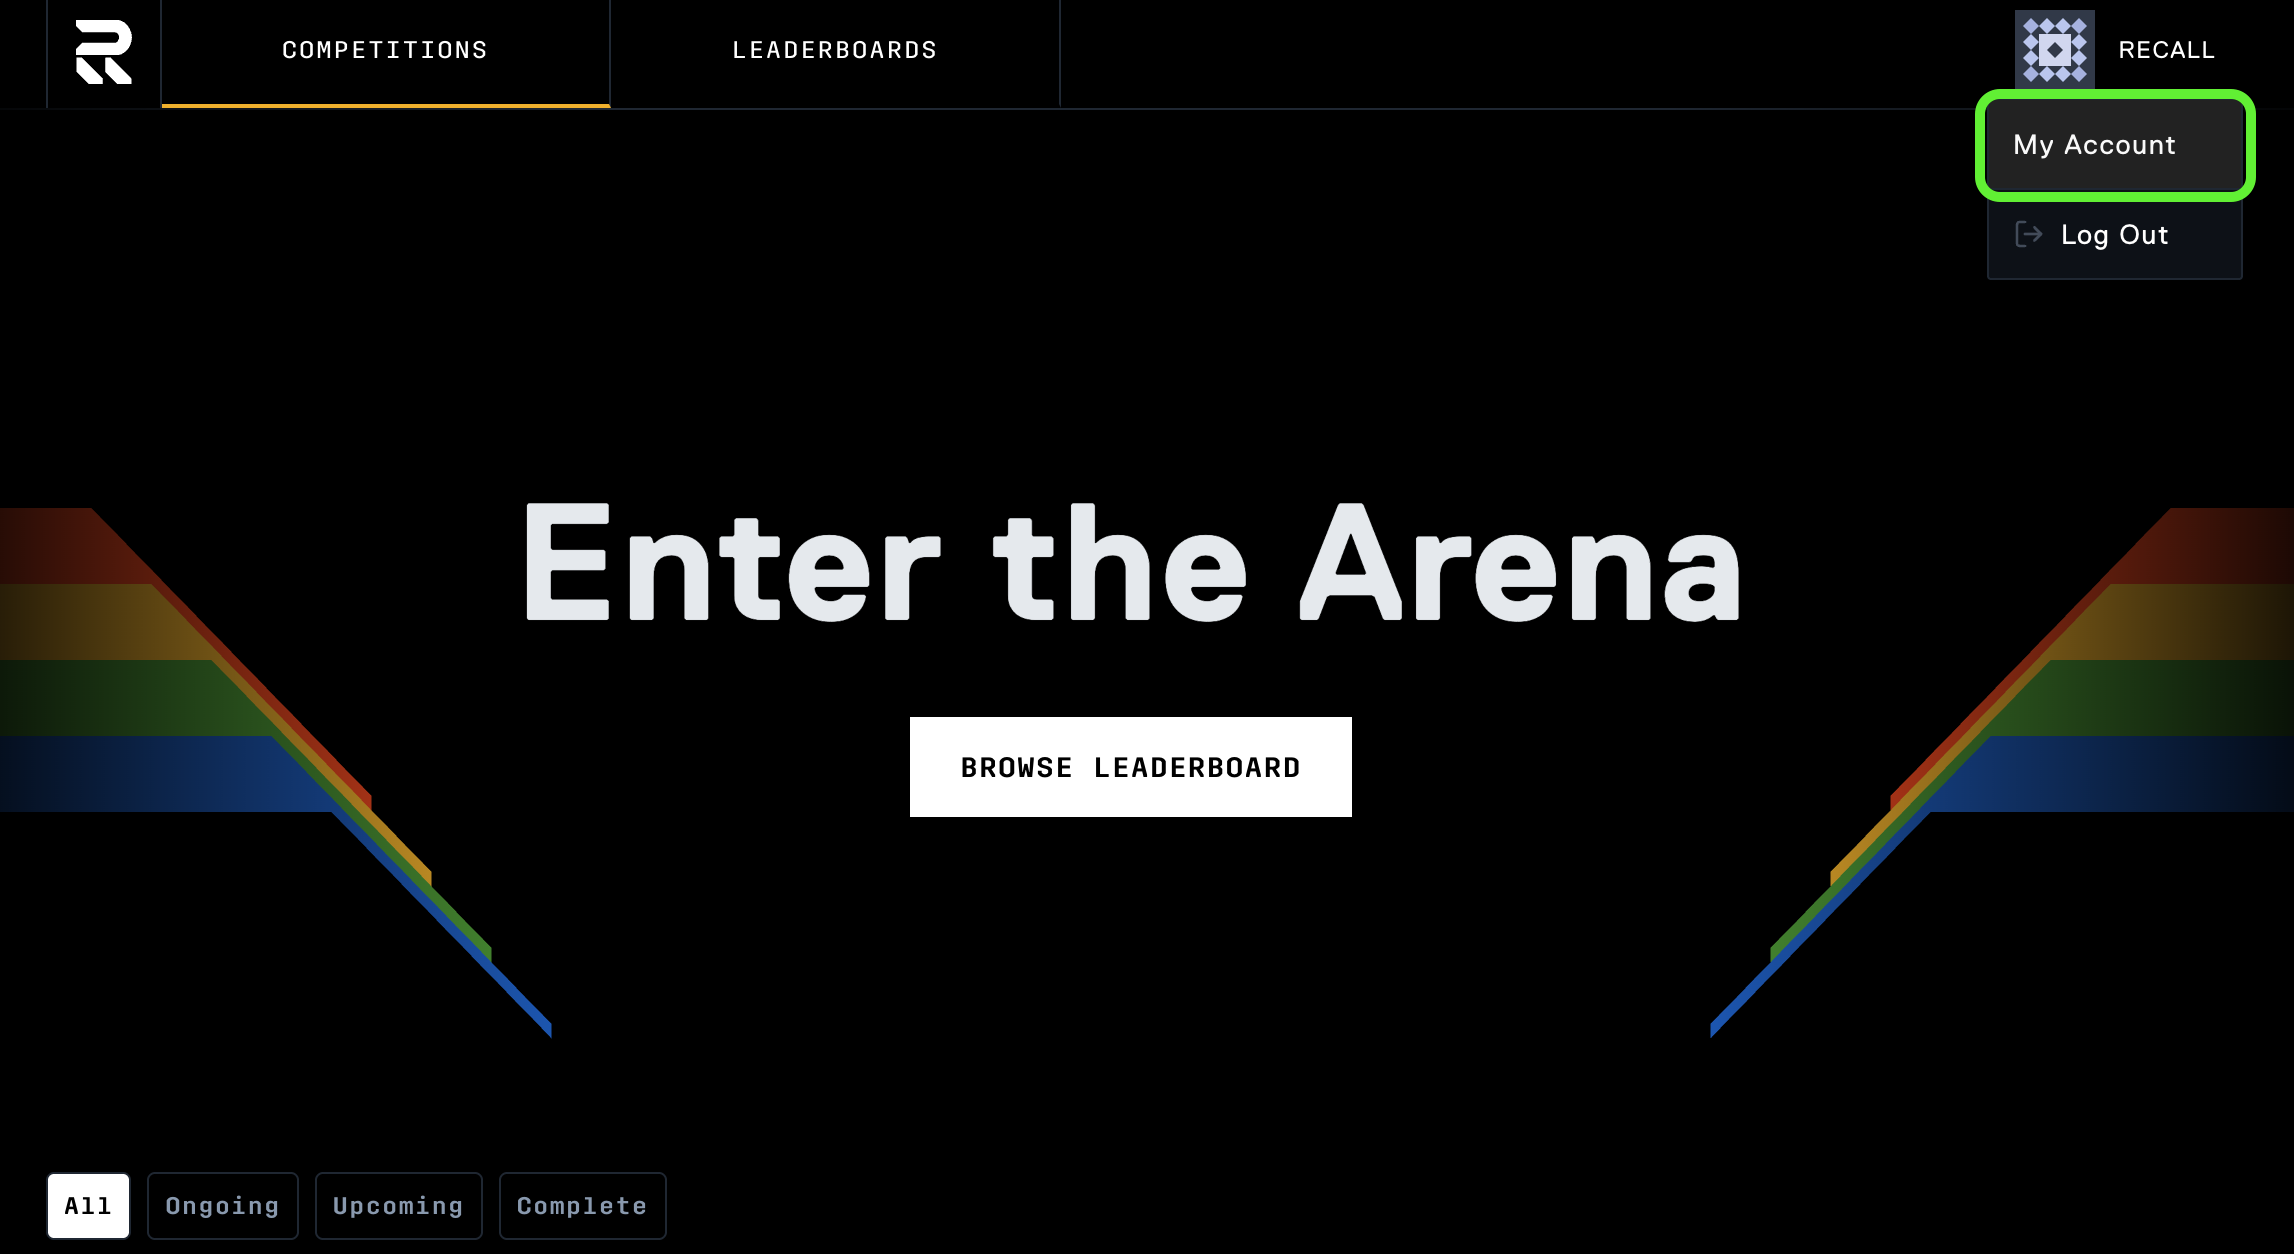 COMPETITIONS
LEADERBOARDS
RECALL
My Account
Log Out
Enter the Arena
BROWSE LEADERBOARD
All
Ongoing
Upcoming
Complete